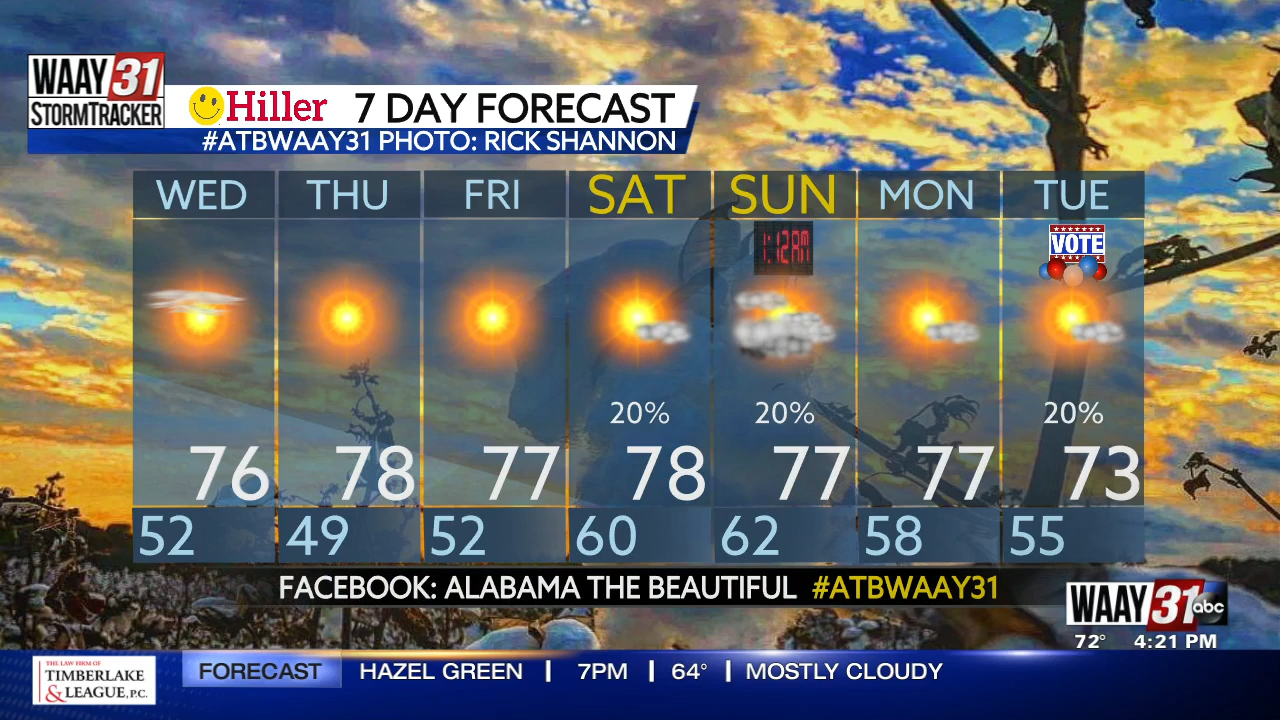 WAAY 31
STORMTRACKER
Hiller 7 DAY FORECAST
#ATBWAAY31 PHOTO: RICK SHANNON
WED THU FRI SAT SUN MON TUE
1:12AM VOTE
20% 20% 20%
76 78 77 78 77 77 73
52 49 52 60 62 58 55
FACEBOOK: ALABAMA THE BEAUTIFUL #ATBWAAY31
WAAY 31 abc
72° 4:21 PM
THE LAW FIRM OF
TIMBERLAKE
& LEAGUE, P.C.
FORECAST HAZEL GREEN | 7PM | 64° | MOSTLY CLOUDY